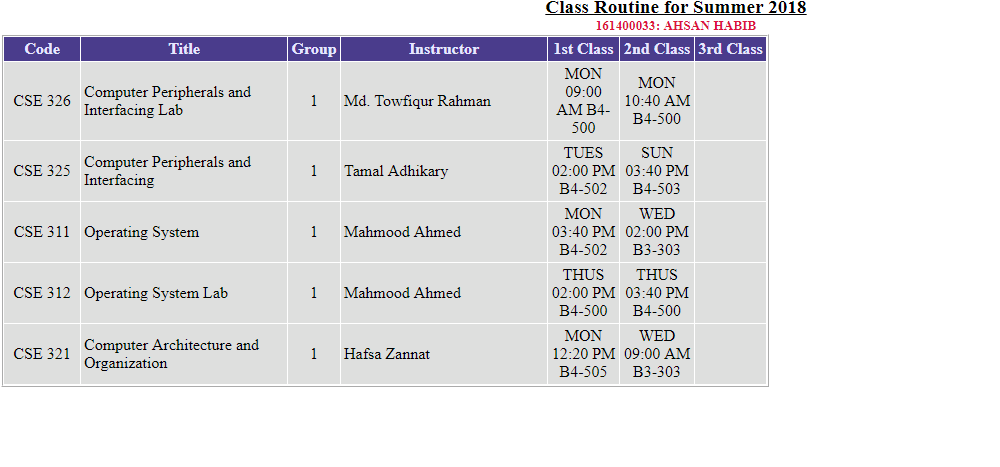 Class Routine for Summer 2018
161400033: AHSAN HABIB
Code Title Group Instructor 1st Class 2nd Class 3rd Class
CSE 326
Computer Peripherals and
Interfacing Lab
1
Md. Towfiqur Rahman
MON
09:00
AM B4-
500
MON
10:40 AM
B4-500
CSE 325
Computer Peripherals and
Interfacing
1
Tamal Adhikary
TUES
02:00 PM
B4-502
SUN
03:40 PM
B4-503
CSE 311
Operating System
1
Mahmood Ahmed
MON
03:40 PM
B4-502
WED
02:00 PM
B3-303
CSE 312
Operating System Lab
1
Mahmood Ahmed
THUS
02:00 PM
B4-500
THUS
03:40 PM
B4-500
CSE 321
Computer Architecture and
Organization
1
Hafsa Zannat
MON
12:20 PM
B4-505
WED
09:00 AM
B3-303